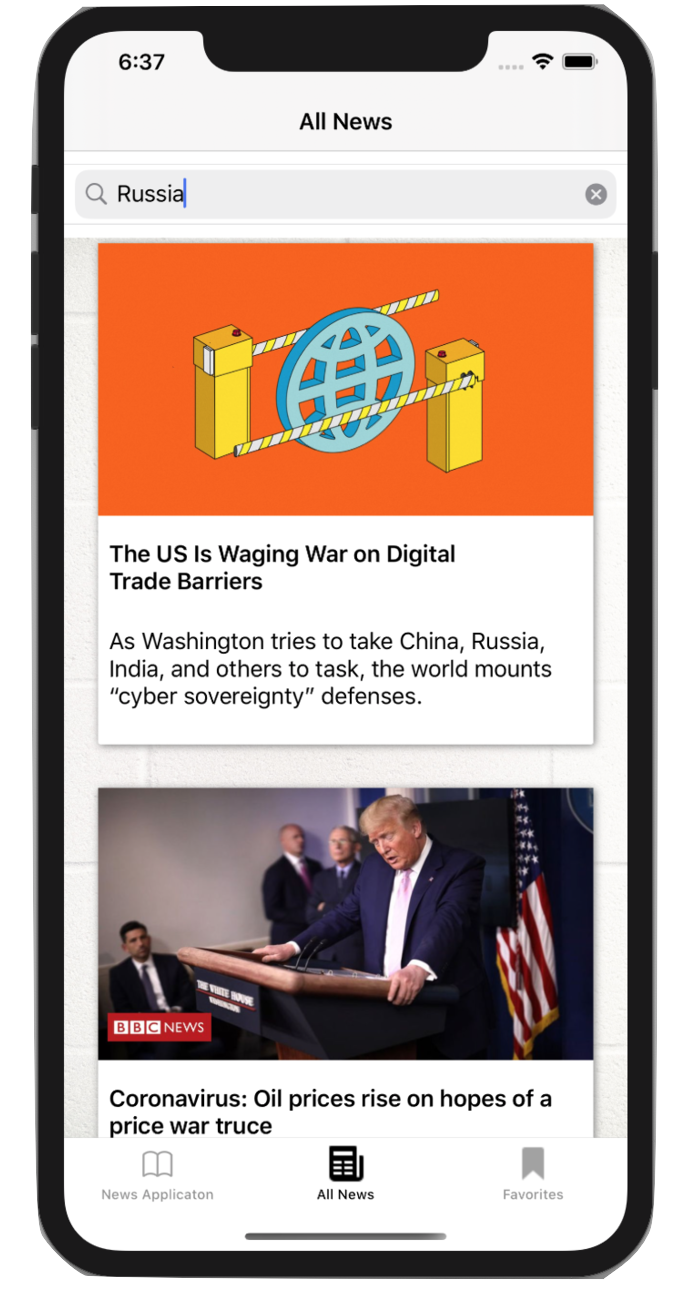 6:37
All News
Russia
The US Is Waging War on Digital
Trade Barriers
As Washington tries to take China, Russia,
India, and others to task, the world mounts
“cyber sovereignty” defenses.
THE WHITE HOUSE
WASHINGTON
BBC NEWS
Coronavirus: Oil prices rise on hopes of a
price war truce
News Applicaton
All News
Favorites